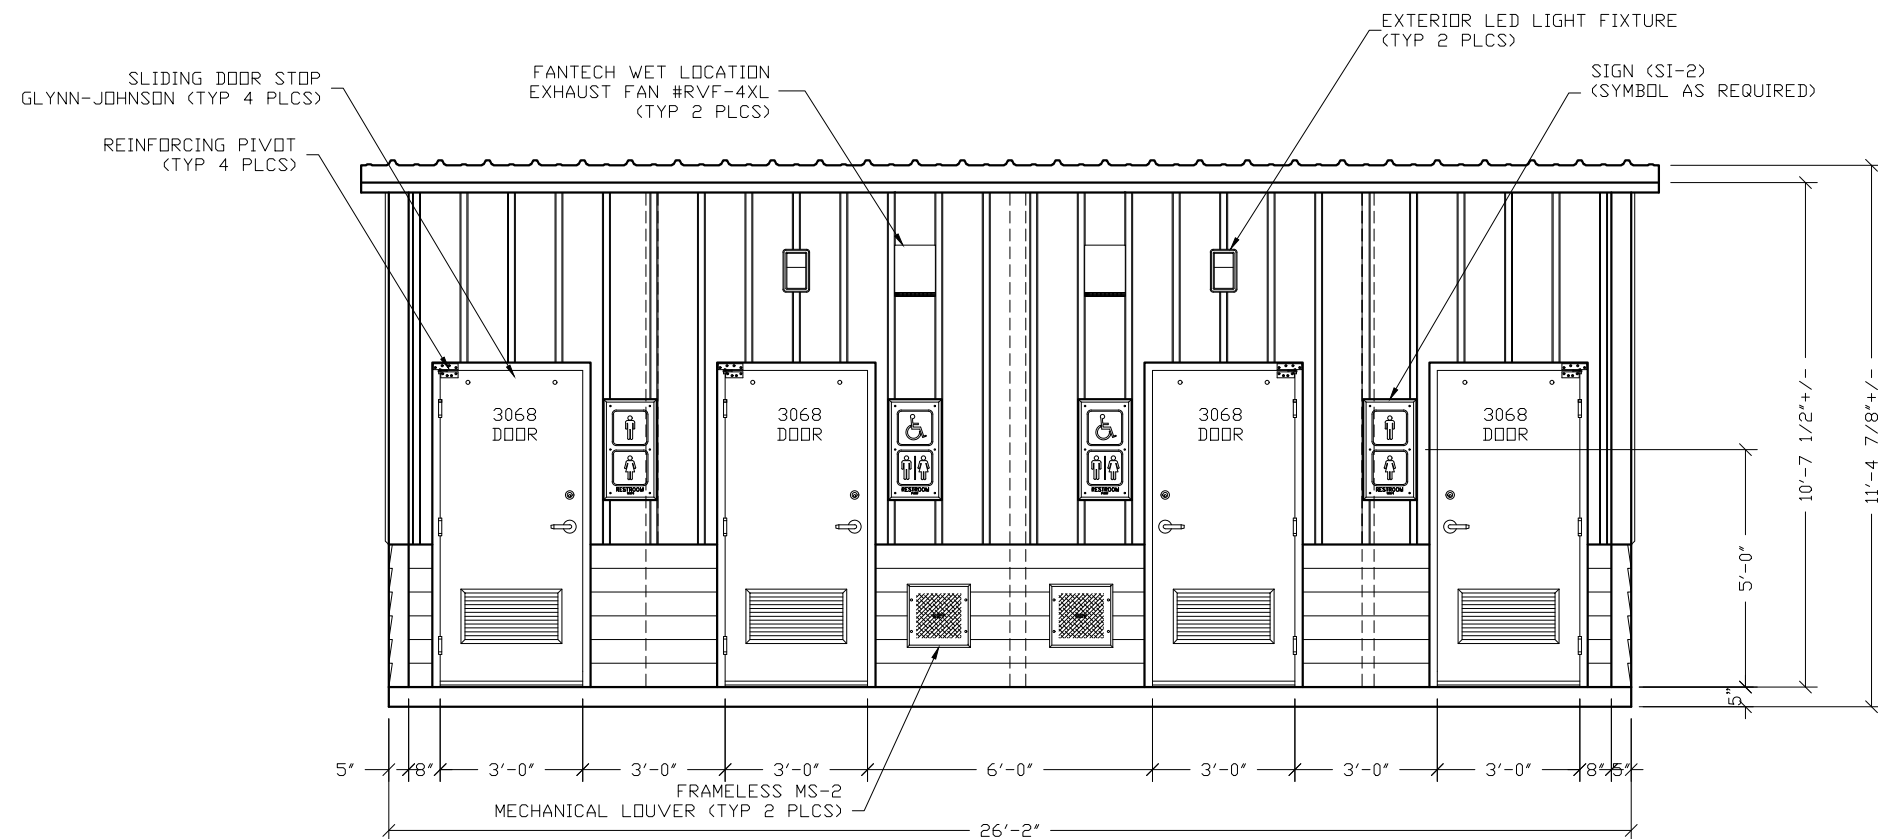 EXTERIOR LED LIGHT FIXTURE
(TYP 2 PLCS)
SLIDING DOOR STOP
GLYNN-JOHNSON (TYP 4 PLCS)
FANTECH WET LOCATION
EXHAUST FAN #RVF-4XL
(TYP 2 PLCS)
SIGN (SI-2)
(SYMBOL AS REQUIRED)
REINFORCING PIVOT
(TYP 4 PLCS)
3068
DOOR
3068
DOOR
3068
DOOR
3068
DOOR
RESTROOM
RESTROOM
RESTROOM
RESTROOM
10'-7 1/2"+/-
11'-4 7/8"+/-
5'-0"
5"
5"
8"
3'-0"
3'-0"
3'-0"
6'-0"
3'-0"
3'-0"
3'-0"
8"
5"
FRAMELESS MS-2
MECHANICAL LOUVER (TYP 2 PLCS)
26'-2"